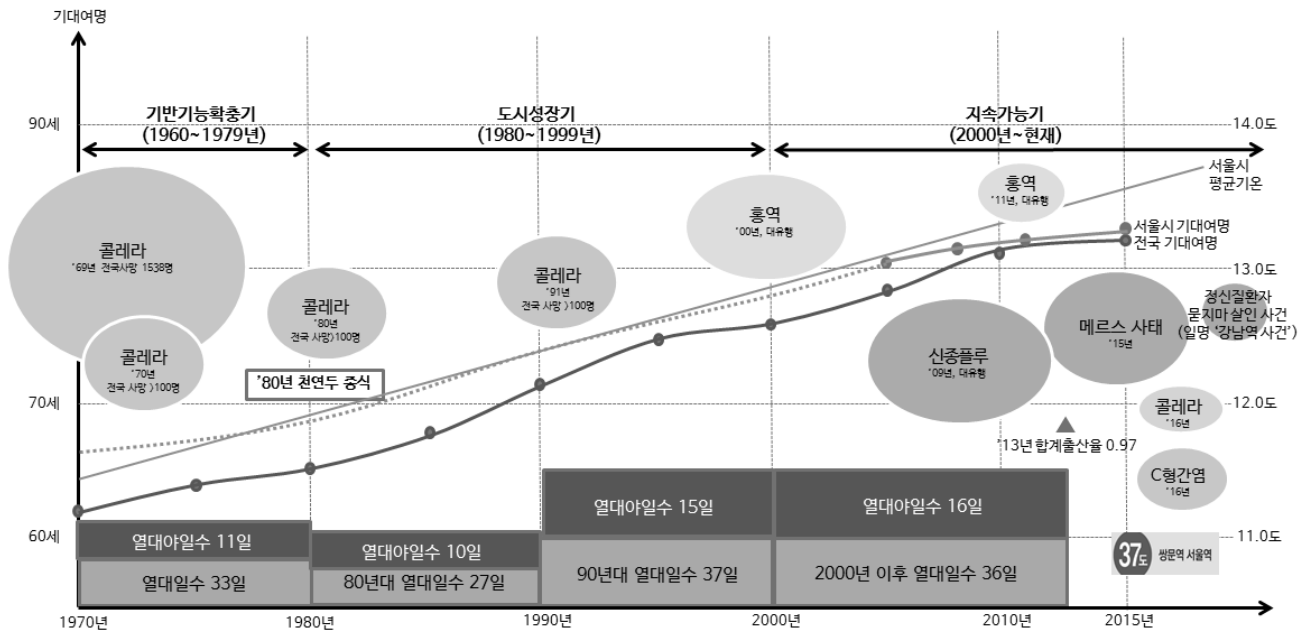 기대여명
기반기능확충기
(1960~1979년)
도시성장기
(1980~1999년)
지속가능기
(2000년~현재)
90세
14.0도
서울시
평균기온
홍역
'11년, 대유행
홍역
'00년, 대유행
서울시 기대여명
전국 기대여명
콜레라
'69년 전국사망 1538명
콜레라
'91년
전국 사망 >100명
13.0도
콜레라
'80년
전국 사망>100명
정신질환자
묻지마 살인 사건
(일명 '강남역 사건')
메르스 사태
'15년
신종플루
'09년, 대유행
콜레라
'70년
전국 사망 >100명
'80년 천연두 종식
70세
12.0도
콜레라
'16년
'13년 합계출산율 0.97
C형간염
'16년
열대야일수 15일
열대야일수 16일
60세
11.0도
열대야일수 11일
열대야일수 10일
37도 쌍문역 서울역
열대일수 33일
80년대 열대일수 27일
90년대 열대일수 37일
2000년 이후 열대일수 36일
1970년
1980년
1990년
2000년
2010년
2015년